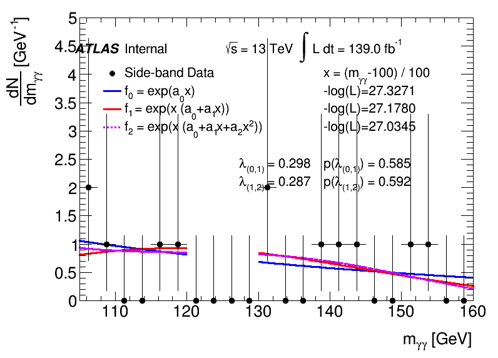 ATLAS Internal √s = 13 TeV ∫ L dt = 139.0 fb⁻¹
Side-band Data x = (m_γγ-100) / 100
f₀ = exp(a₀x) -log(L)=27.3271
f₁ = exp(x (a₀+a₁x)) -log(L)=27.1780
f₂ = exp(x (a₀+a₁x+a₂x²)) -log(L)=27.0345
λ_(0,1) = 0.298 p(λ_(0,1)) = 0.585
λ_(1,2) = 0.287 p(λ_(1,2)) = 0.592
dN/dm_γγ [GeV⁻¹]
5
4.5
4
3.5
3
2.5
2
1.5
1
0.5
0
110 120 130 140 150 160
m_γγ [GeV]